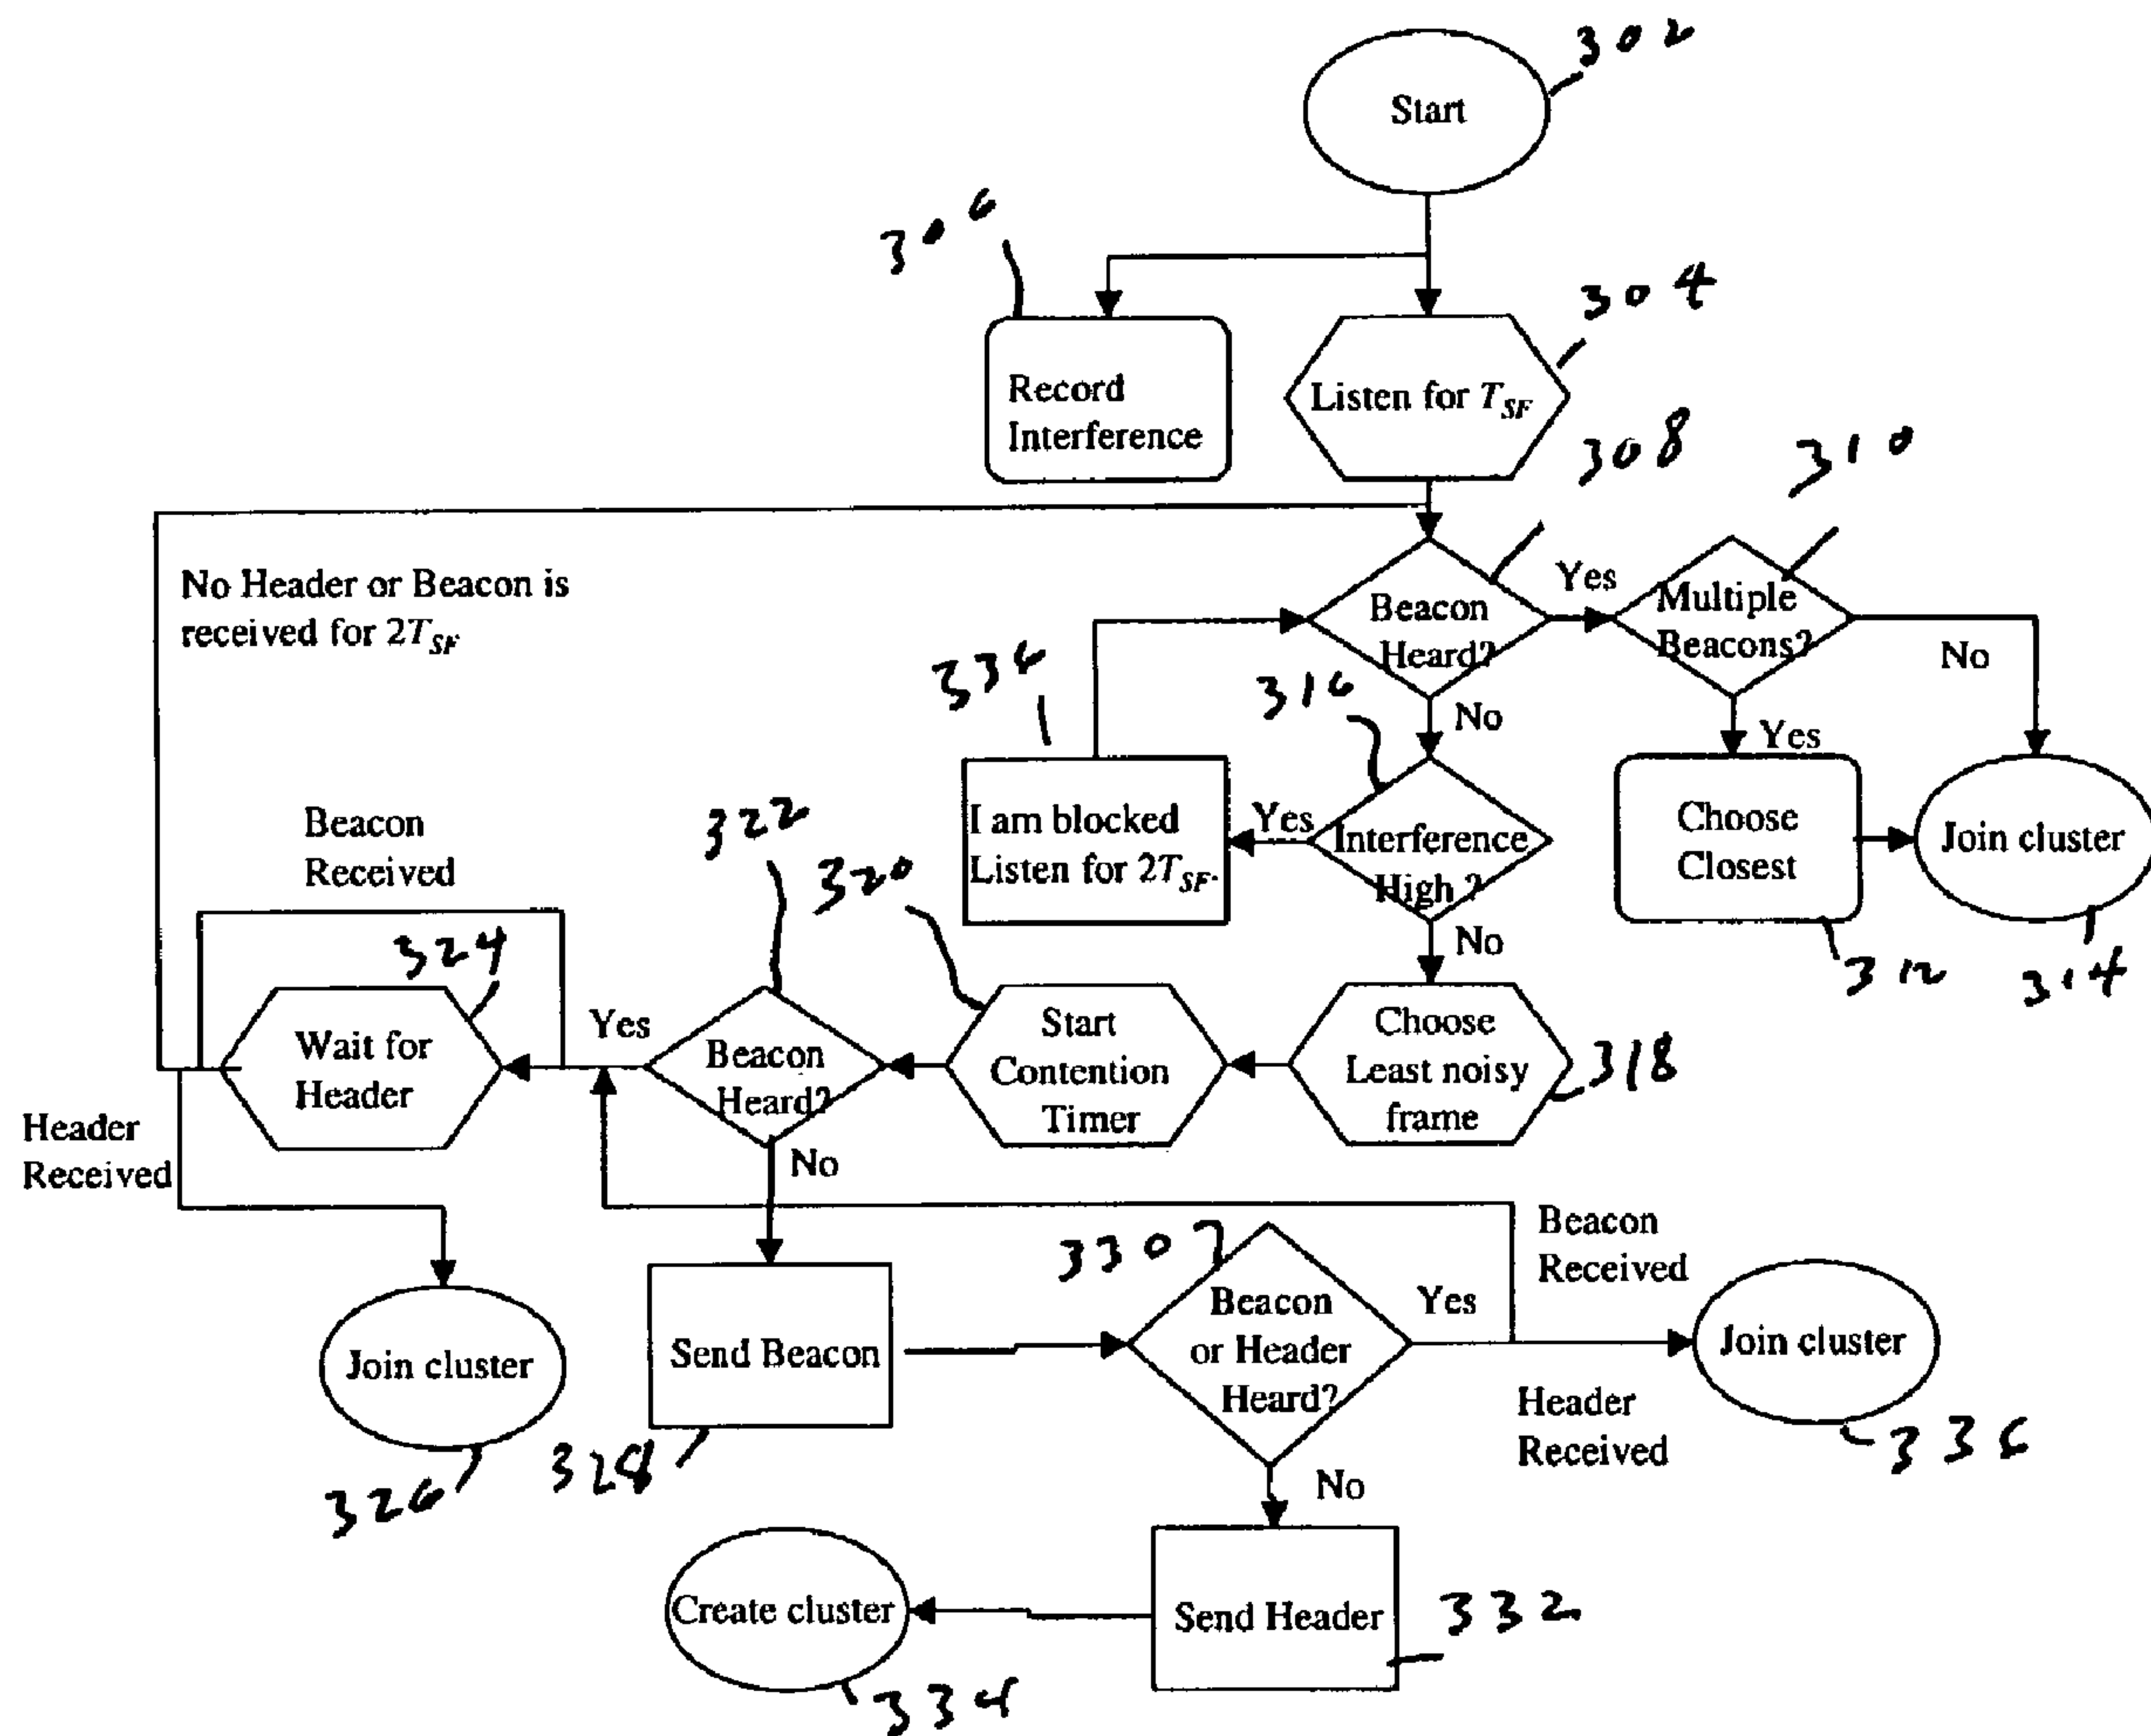 302
Start
306
304
Record
Interference
Listen for T_SF
308
310
No Header or Beacon is
received for 2T_SF
Beacon
Heard?
Yes
Multiple
Beacons?
No
336
316
No
Yes
I am blocked
Listen for 2T_SF.
Yes
Interference
High ?
Choose
Closest
Join cluster
Beacon
Received
322
320
No
312
314
324
Wait for
Header
Yes
Beacon
Heard?
Start
Contention
Timer
Choose
Least noisy
frame
318
Header
Received
No
Beacon
Received
330
Join cluster
Send Beacon
Beacon
or Header
Heard?
Yes
Join cluster
Header
Received
326
328
336
No
Create cluster
Send Header
332
334